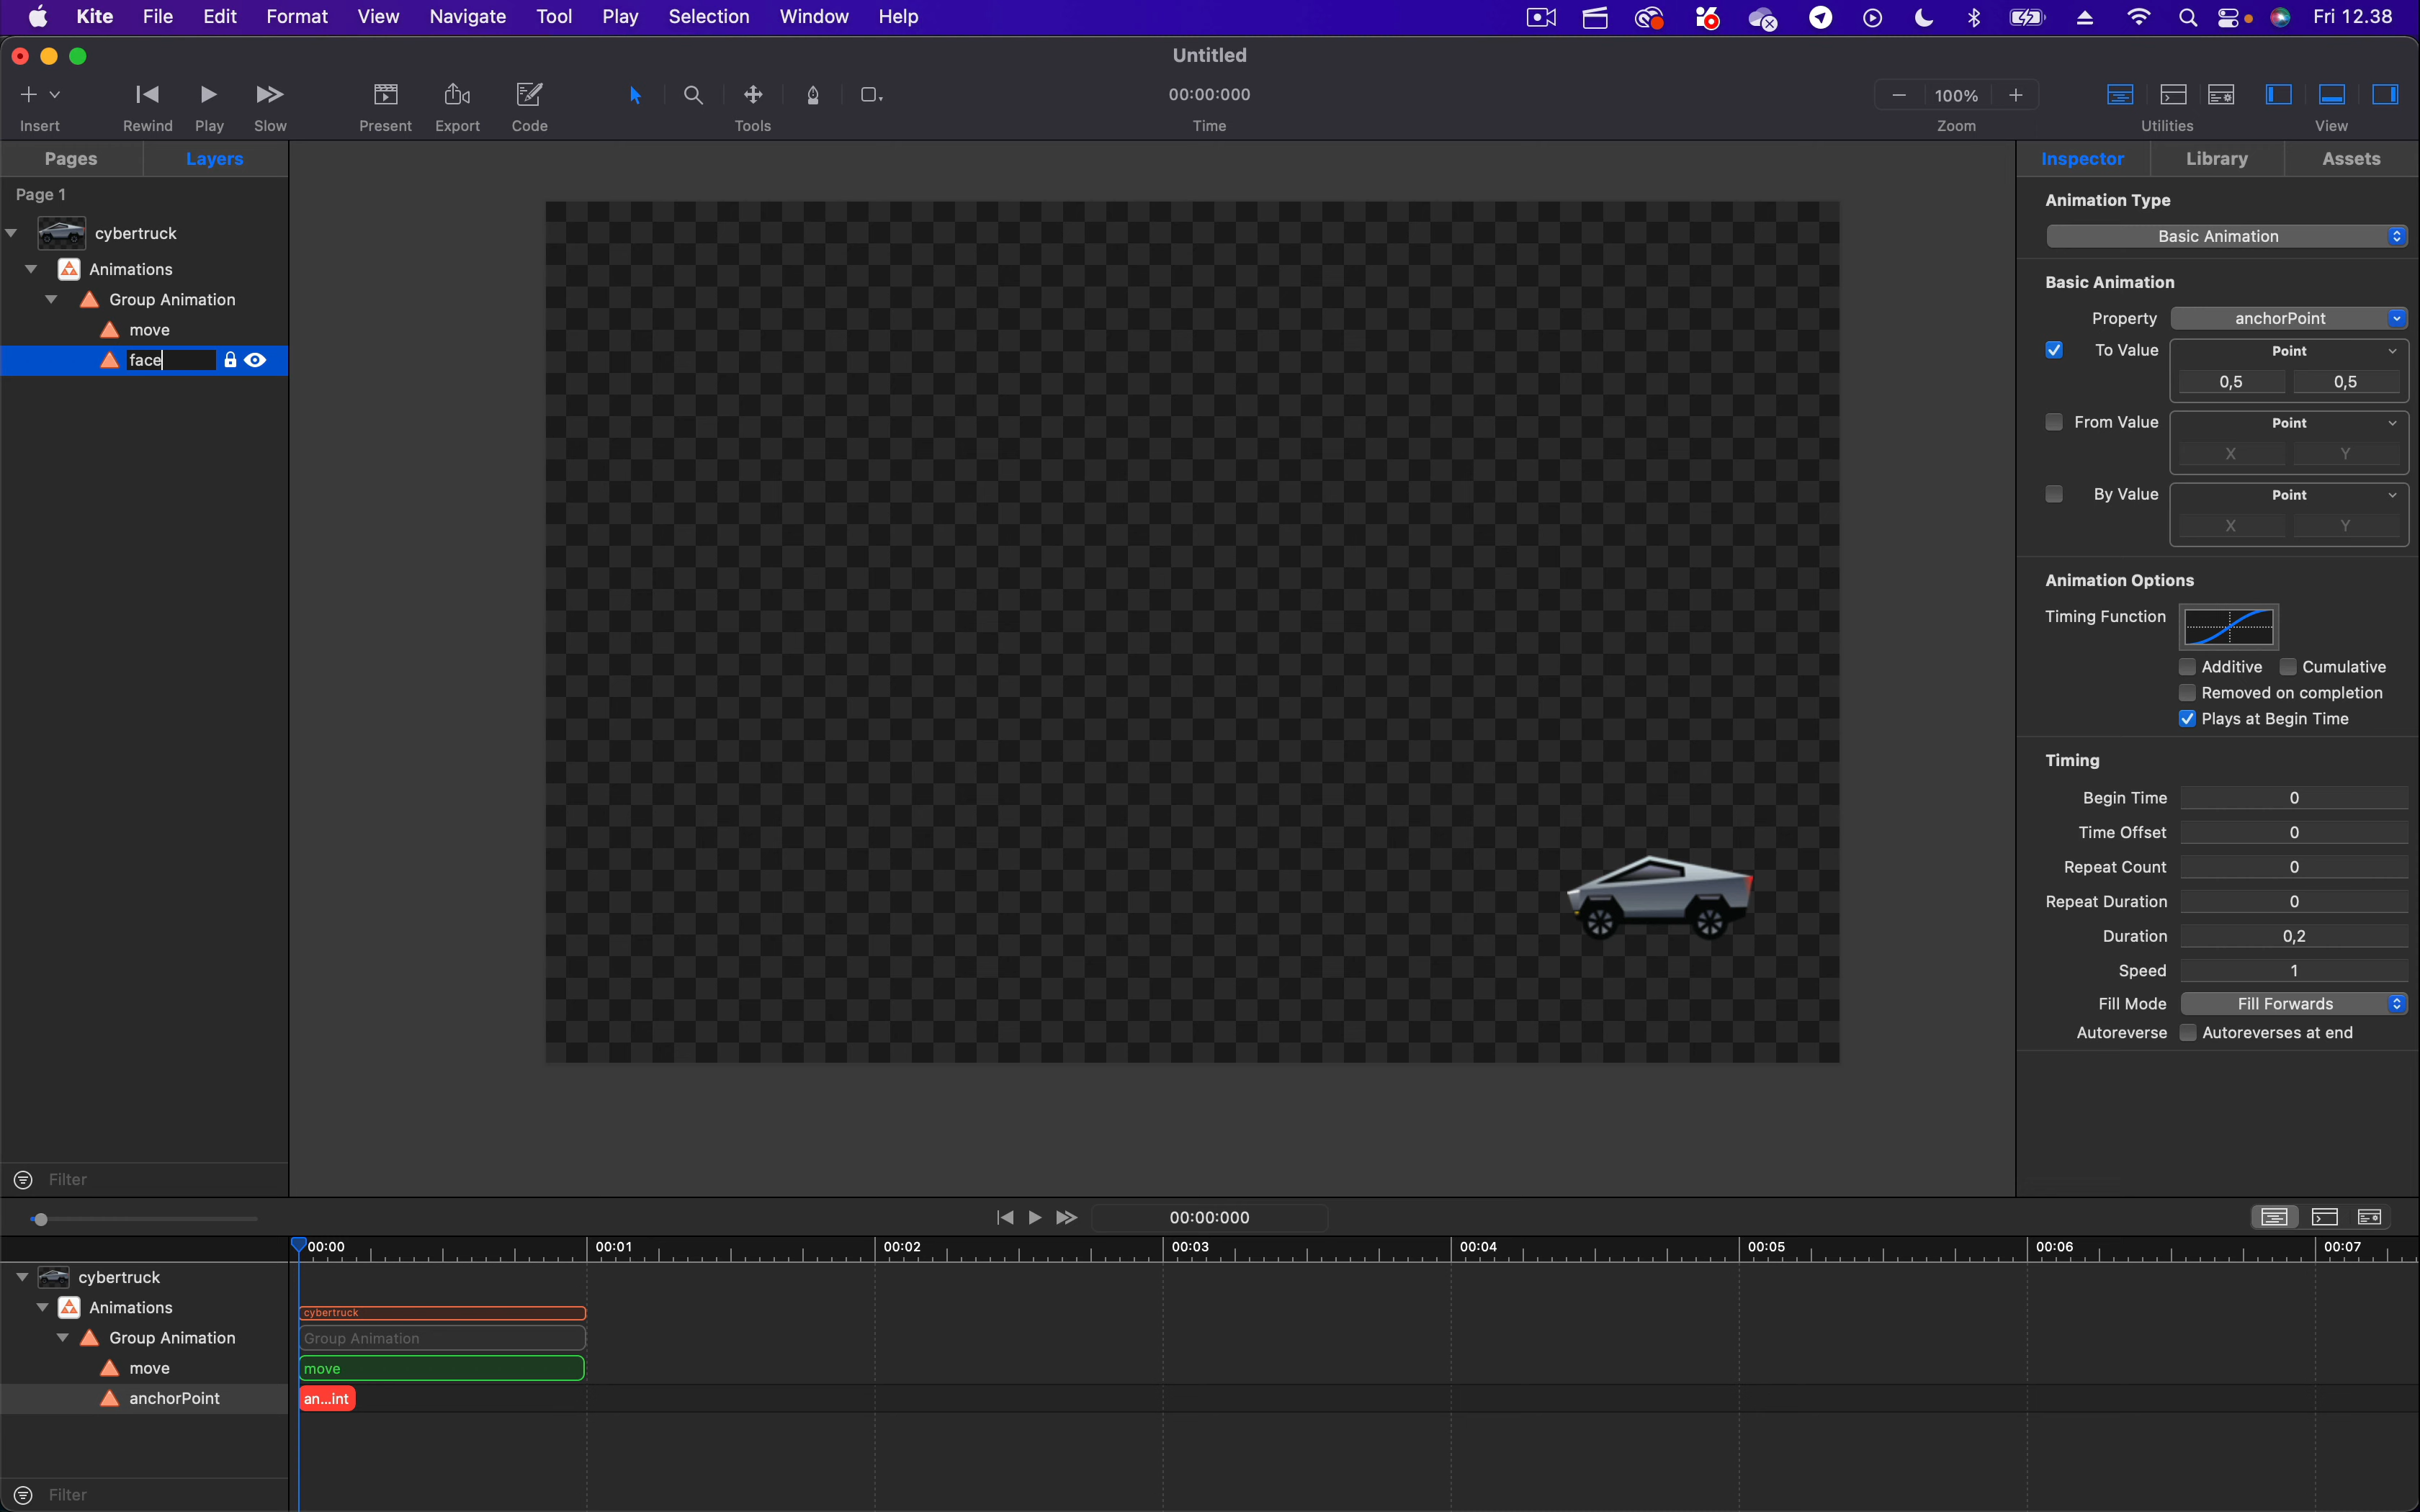 Kite File Edit Format View Navigate Tool Play Selection Window Help Fri 12.38
Untitled
00:00:000 100%
Insert Rewind Play Slow Present Export Code Tools Time Zoom Utilities View
Pages Layers
Page 1
cybertruck
Animations
Group Animation
move
face
Filter
Inspector Library Assets
Animation Type
Basic Animation
Basic Animation
Property anchorPoint
To Value Point
0,5 0,5
From Value Point
X Y
By Value Point
X Y
Animation Options
Timing Function
Additive Cumulative
Removed on completion
Plays at Begin Time
Timing
Begin Time 0
Time Offset 0
Repeat Count 0
Repeat Duration 0
Duration 0,2
Speed 1
Fill Mode Fill Forwards
Autoreverse Autoreverses at end
00:00:000
00:00 00:01 00:02 00:03 00:04 00:05 00:06 00:07
cybertruck
Animations cybertruck
Group Animation Group Animation
move move
anchorPoint an...int
Filter